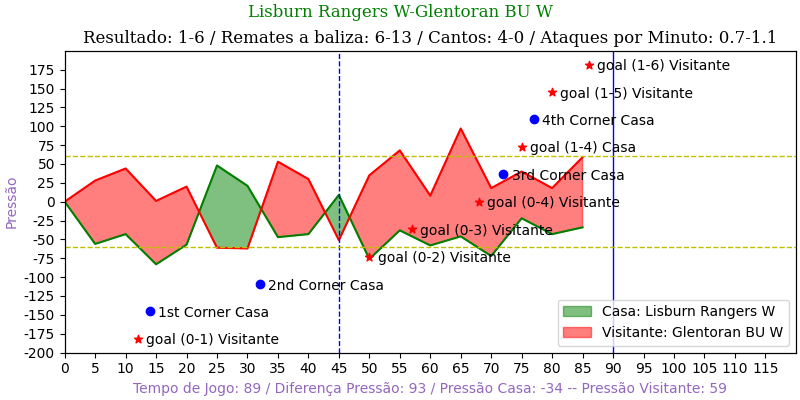 Lisburn Rangers W-Glentoran BU W
Resultado: 1-6 / Remates a baliza: 6-13 / Cantos: 4-0 / Ataques por Minuto: 0.7-1.1
goal (1-6) Visitante
goal (1-5) Visitante
4th Corner Casa
goal (1-4) Casa
3rd Corner Casa
goal (0-4) Visitante
goal (0-3) Visitante
goal (0-2) Visitante
2nd Corner Casa
1st Corner Casa
goal (0-1) Visitante
Pressão
175
150
125
100
75
50
25
0
-25
-50
-75
-100
-125
-150
-175
-200
Casa: Lisburn Rangers W
Visitante: Glentoran BU W
0 5 10 15 20 25 30 35 40 45 50 55 60 65 70 75 80 85 90 95 100 105 110 115
Tempo de Jogo: 89 / Diferença Pressão: 93 / Pressão Casa: -34 -- Pressão Visitante: 59